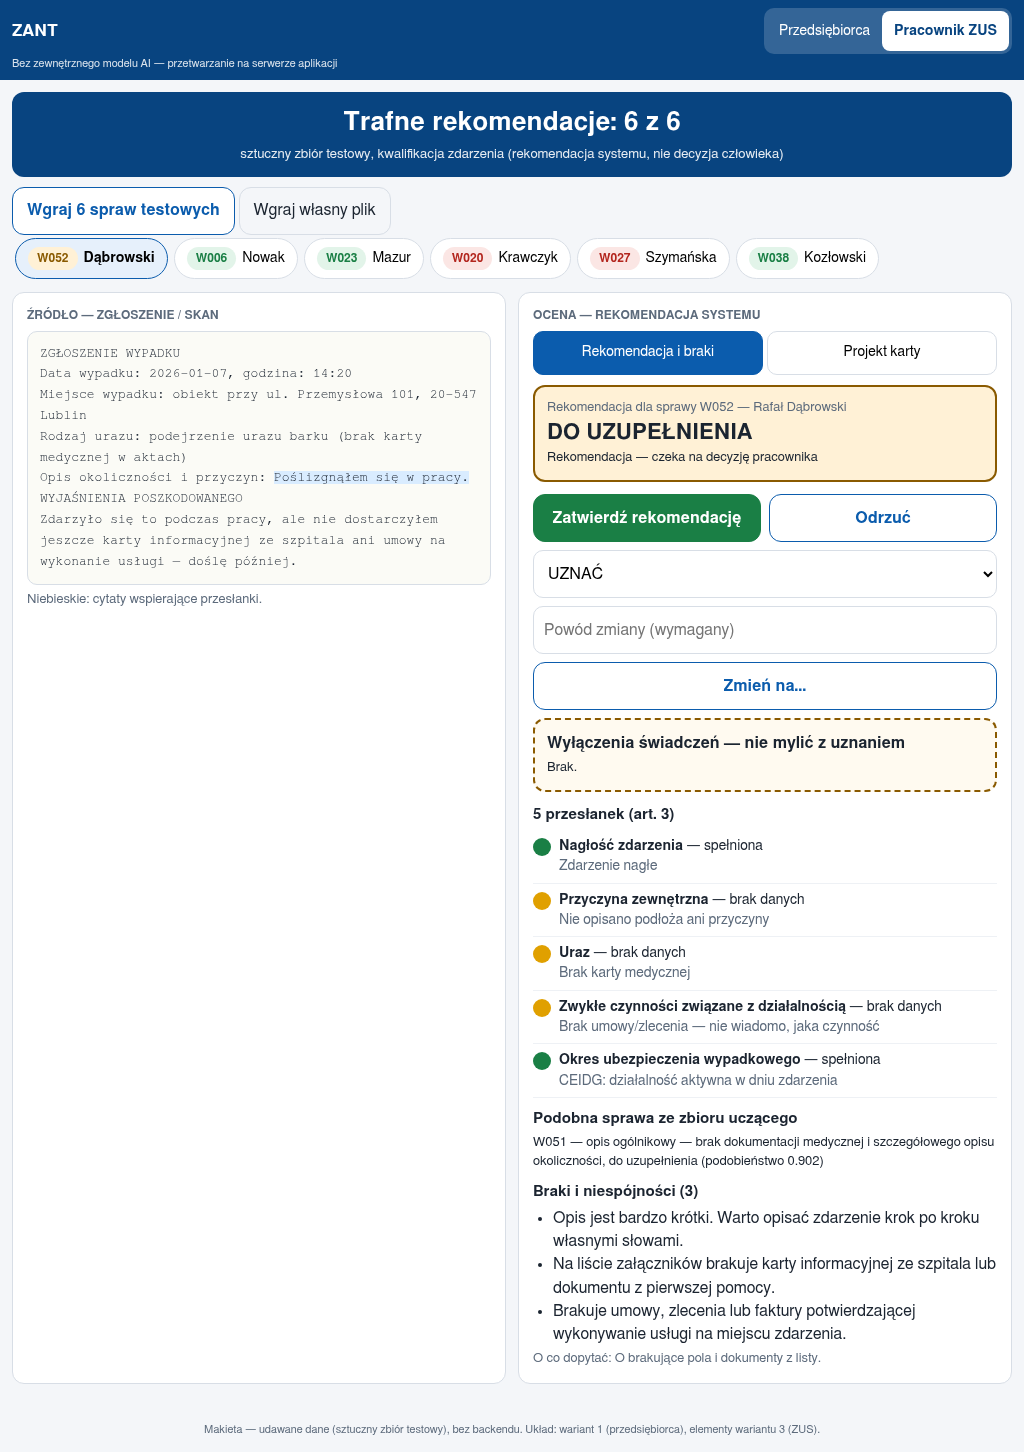 ZANT
Przedsiębiorca
Pracownik ZUS
Bez zewnętrznego modelu AI — przetwarzanie na serwerze aplikacji
Trafne rekomendacje: 6 z 6
sztuczny zbiór testowy, kwalifikacja zdarzenia (rekomendacja systemu, nie decyzja człowieka)
Wgraj 6 spraw testowych
Wgraj własny plik
W052 Dąbrowski
W006 Nowak
W023 Mazur
W020 Krawczyk
W027 Szymańska
W038 Kozłowski
ŹRÓDŁO — ZGŁOSZENIE / SKAN
ZGŁOSZENIE WYPADKU
Data wypadku: 2026-01-07, godzina: 14:20
Miejsce wypadku: obiekt przy ul. Przemysłowa 101, 20-547
Lublin
Rodzaj urazu: podejrzenie urazu barku (brak karty
medycznej w aktach)
Opis okoliczności i przyczyn: Poślizgnąłem się w pracy.
WYJAŚNIENIA POSZKODOWANEGO
Zdarzyło się to podczas pracy, ale nie dostarczyłem
jeszcze karty informacyjnej ze szpitala ani umowy na
wykonanie usługi — doślę później.
Niebieskie: cytaty wspierające przesłanki.
OCENA — REKOMENDACJA SYSTEMU
Rekomendacja i braki
Projekt karty
Rekomendacja dla sprawy W052 — Rafał Dąbrowski
DO UZUPEŁNIENIA
Rekomendacja — czeka na decyzję pracownika
Zatwierdź rekomendację
Odrzuć
UZNAĆ
Powód zmiany (wymagany)
Zmień na...
Wyłączenia świadczeń — nie mylić z uznaniem
Brak.
5 przesłanek (art. 3)
Nagłość zdarzenia — spełniona
Zdarzenie nagłe
Przyczyna zewnętrzna — brak danych
Nie opisano podłoża ani przyczyny
Uraz — brak danych
Brak karty medycznej
Zwykłe czynności związane z działalnością — brak danych
Brak umowy/zlecenia — nie wiadomo, jaka czynność
Okres ubezpieczenia wypadkowego — spełniona
CEIDG: działalność aktywna w dniu zdarzenia
Podobna sprawa ze zbioru uczącego
W051 — opis ogólnikowy — brak dokumentacji medycznej i szczegółowego opisu
okoliczności, do uzupełnienia (podobieństwo 0.902)
Braki i niespójności (3)
• Opis jest bardzo krótki. Warto opisać zdarzenie krok po kroku
własnymi słowami.
• Na liście załączników brakuje karty informacyjnej ze szpitala lub
dokumentu z pierwszej pomocy.
• Brakuje umowy, zlecenia lub faktury potwierdzającej
wykonywanie usługi na miejscu zdarzenia.
O co dopytać: O brakujące pola i dokumenty z listy.
Makieta — udawane dane (sztuczny zbiór testowy), bez backendu. Układ: wariant 1 (przedsiębiorca), elementy wariantu 3 (ZUS).